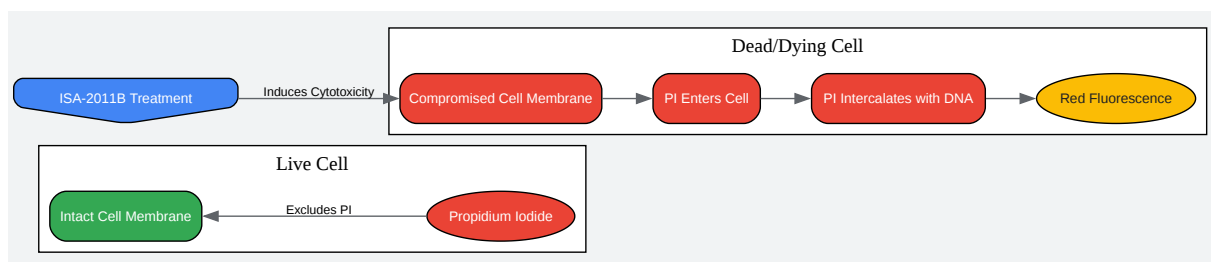 Dead/Dying Cell
ISA-2011B Treatment
Induces Cytotoxicity
Compromised Cell Membrane
PI Enters Cell
PI Intercalates with DNA
Red Fluorescence
Live Cell
Intact Cell Membrane
Excludes PI
Propidium Iodide